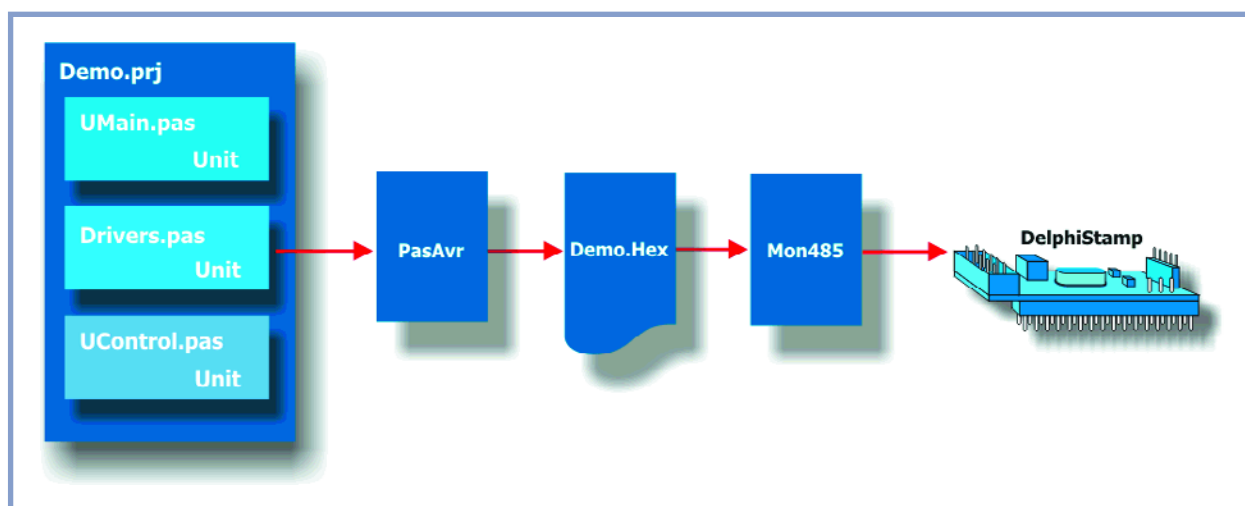 Demo.prj
UMain.pas
Unit
Drivers.pas
Unit
UControl.pas
Unit
PasAvr
Demo.Hex
Mon485
DelphiStamp